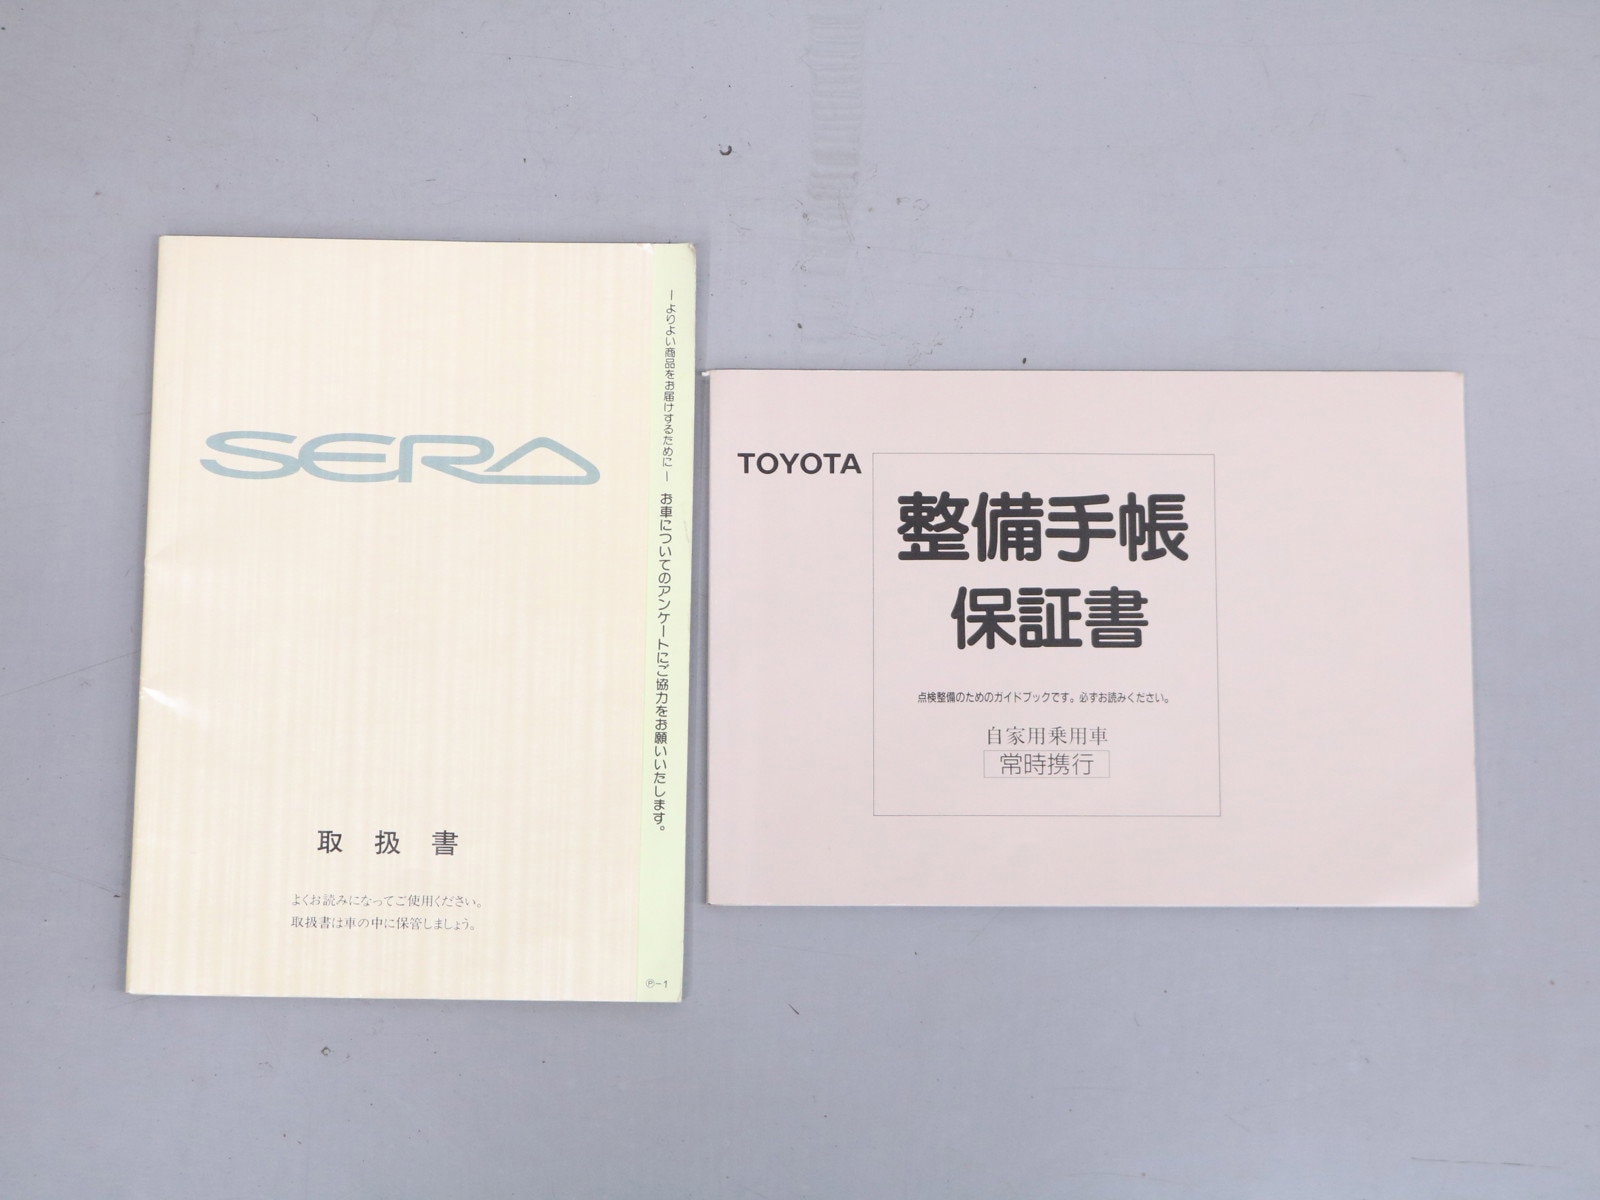 SERA
取扱書
よくお読みになってご使用ください。
取扱書は車の中に保管しましょう。
―よりよい商品をお届けするために― お車についてのアンケートにご協力をお願いいたします。
Ⓟ-1
TOYOTA
整備手帳
保証書
点検整備のためのガイドブックです。必ずお読みください。
自家用乗用車
常時携行